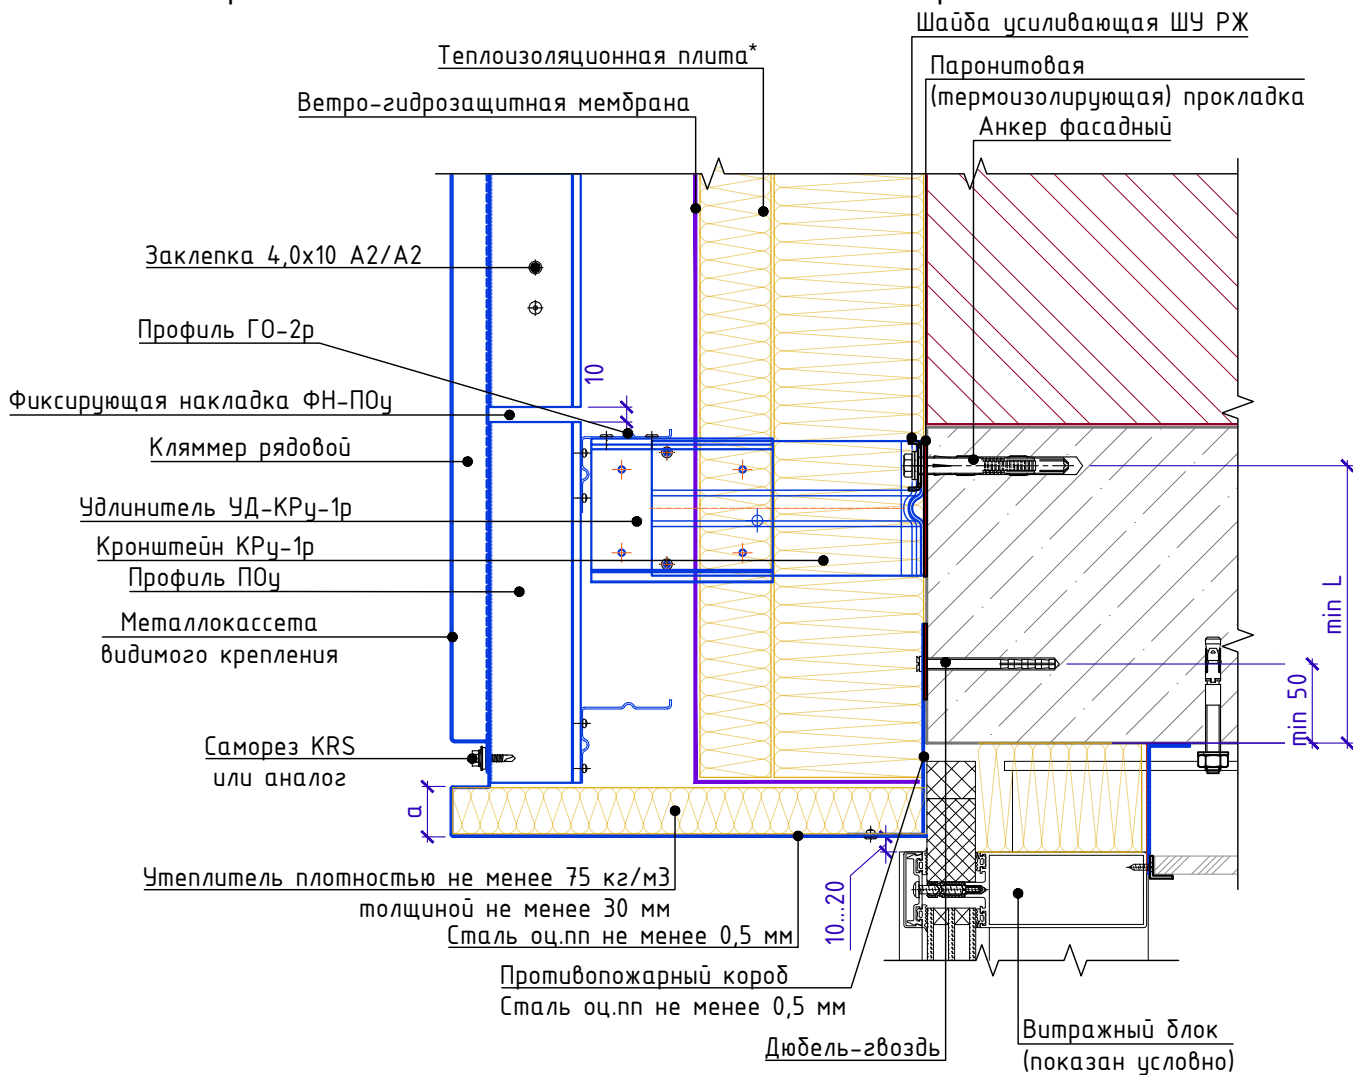 Шайба усиливающая ШУ РЖ
Теплоизоляционная плита*
Паронитовая
(термоизолирующая) прокладка
Ветро-гидрозащитная мембрана
Анкер фасадный
Заклепка 4,0х10 А2/А2
Профиль ГО-2р
10
Фиксирующая накладка ФН-ПОу
Кляммер рядовой
Удлинитель УД-КРу-1р
Кронштейн КРу-1р
Профиль ПОу
Металлокассета
видимого крепления
min L
min 50
Саморез KRS
или аналог
а
Утеплитель плотностью не менее 75 кг/м3
толщиной не менее 30 мм
Сталь оц.пп не менее 0,5 мм
10...20
Противопожарный короб
Сталь оц.пп не менее 0,5 мм
Дюбель-гвоздь
Витражный блок
(показан условно)